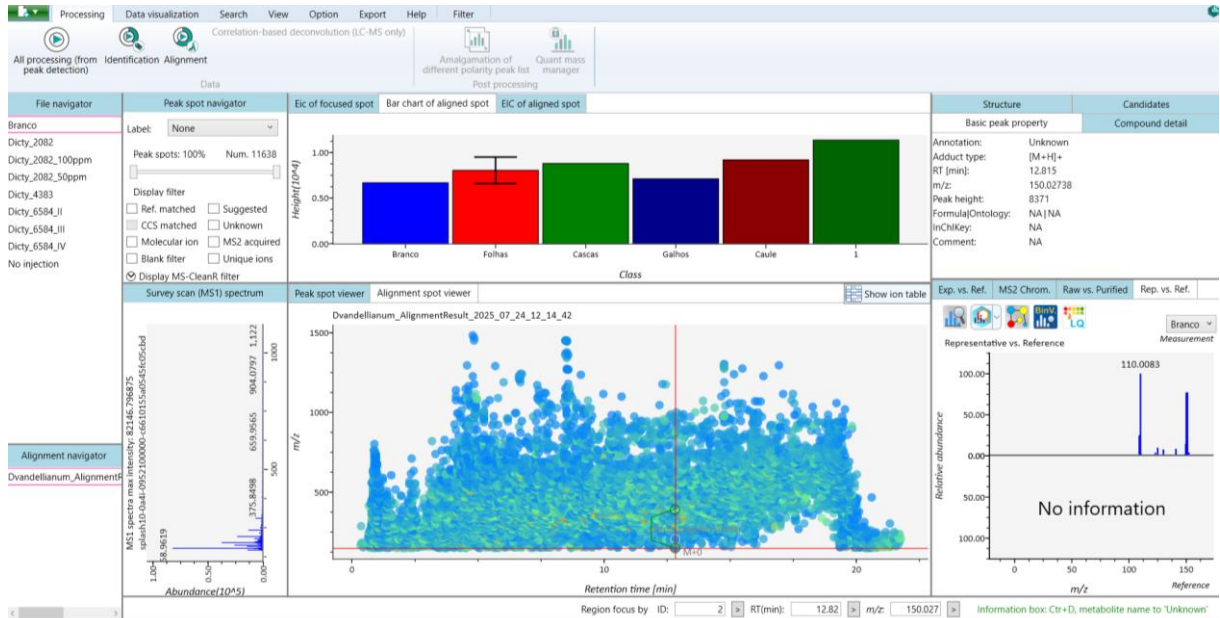 Processing Data visualization Search View Option Export Help Filter
Correlation-based deconvolution (LC-MS only)
All processing (from peak detection)
Identification
Alignment
Data
Amalgamation of different polarity peak list
Quant mass manager
Post processing
File navigator
Branco
Dicty_2082
Dicty_2082_100ppm
Dicty_2082_50ppm
Dicty_4383
Dicty_6584_II
Dicty_6584_III
Dicty_6584_IV
No injection
Alignment navigator
Dvandellianum_AlignmentR
Peak spot navigator
Label: None
Peak spots: 100% Num. 11638
Display filter
Ref. matched Suggested
CCS matched Unknown
Molecular ion MS2 acquired
Blank filter Unique ions
Display MS-CleanR filter
Survey scan (MS1) spectrum
MS1 spectra max intensity: 82146.796875
58.9619
375.8498
659.9565
904.0797
1,122
500
1000
1.00
0.50
0.00
Abundance(10^5)
Eic of focused spot Bar chart of aligned spot EIC of aligned spot
Height(10^4)
1.00
0.50
0.00
Branco Folhas Cascas Galhos Caule 1
Class
Peak spot viewer Alignment spot viewer Show ion table
Dvandellianum_AlignmentResult_2025_07_24_12_14_42
m/z
1500
1000
500
M+0
0 10 20
Retention time [min]
Structure Candidates
Basic peak property Compound detail
Annotation: Unknown
Adduct type: [M+H]+
RT [min]: 12.815
m/z: 150.02738
Peak height: 8371
Formula|Ontology: NA|NA
InChIKey: NA
Comment: NA
Exp. vs. Ref. MS2 Chrom. Raw vs. Purified Rep. vs. Ref.
BinV.
LQ
Branco
Measurement
Representative vs. Reference
110.0083
Relative abundance
100.00
50.00
0.00
50.00
100.00
No information
0 50 100 150
m/z
Reference
Region focus by ID: 2 > RT(min): 12.82 > m/z: 150.027 > Information box: Ctr+D, metabolite name to 'Unknown'